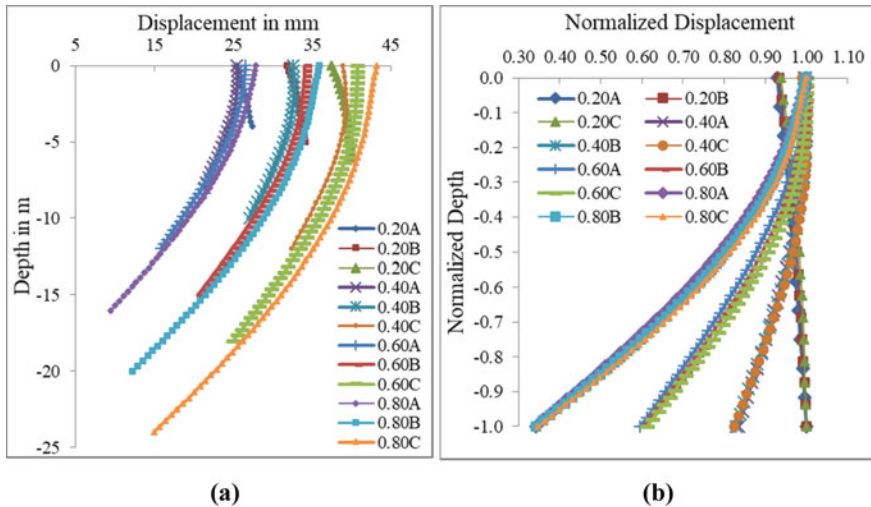 Displacement in mm
5 15 25 35 45
0
-5
-10
-15
-20
-25
Depth in m
0.20A
0.20B
0.20C
0.40A
0.40B
0.40C
0.60A
0.60B
0.60C
0.80A
0.80B
0.80C
(a)
Normalized Displacement
0.30 0.40 0.50 0.60 0.70 0.80 0.90 1.00 1.10
0.0
-0.1
-0.2
-0.3
-0.4
-0.5
-0.6
-0.7
-0.8
-0.9
-1.0
Normalized Depth
0.20A 0.20B
0.20C 0.40A
0.40B 0.40C
0.60A 0.60B
0.60C 0.80A
0.80B 0.80C
(b)